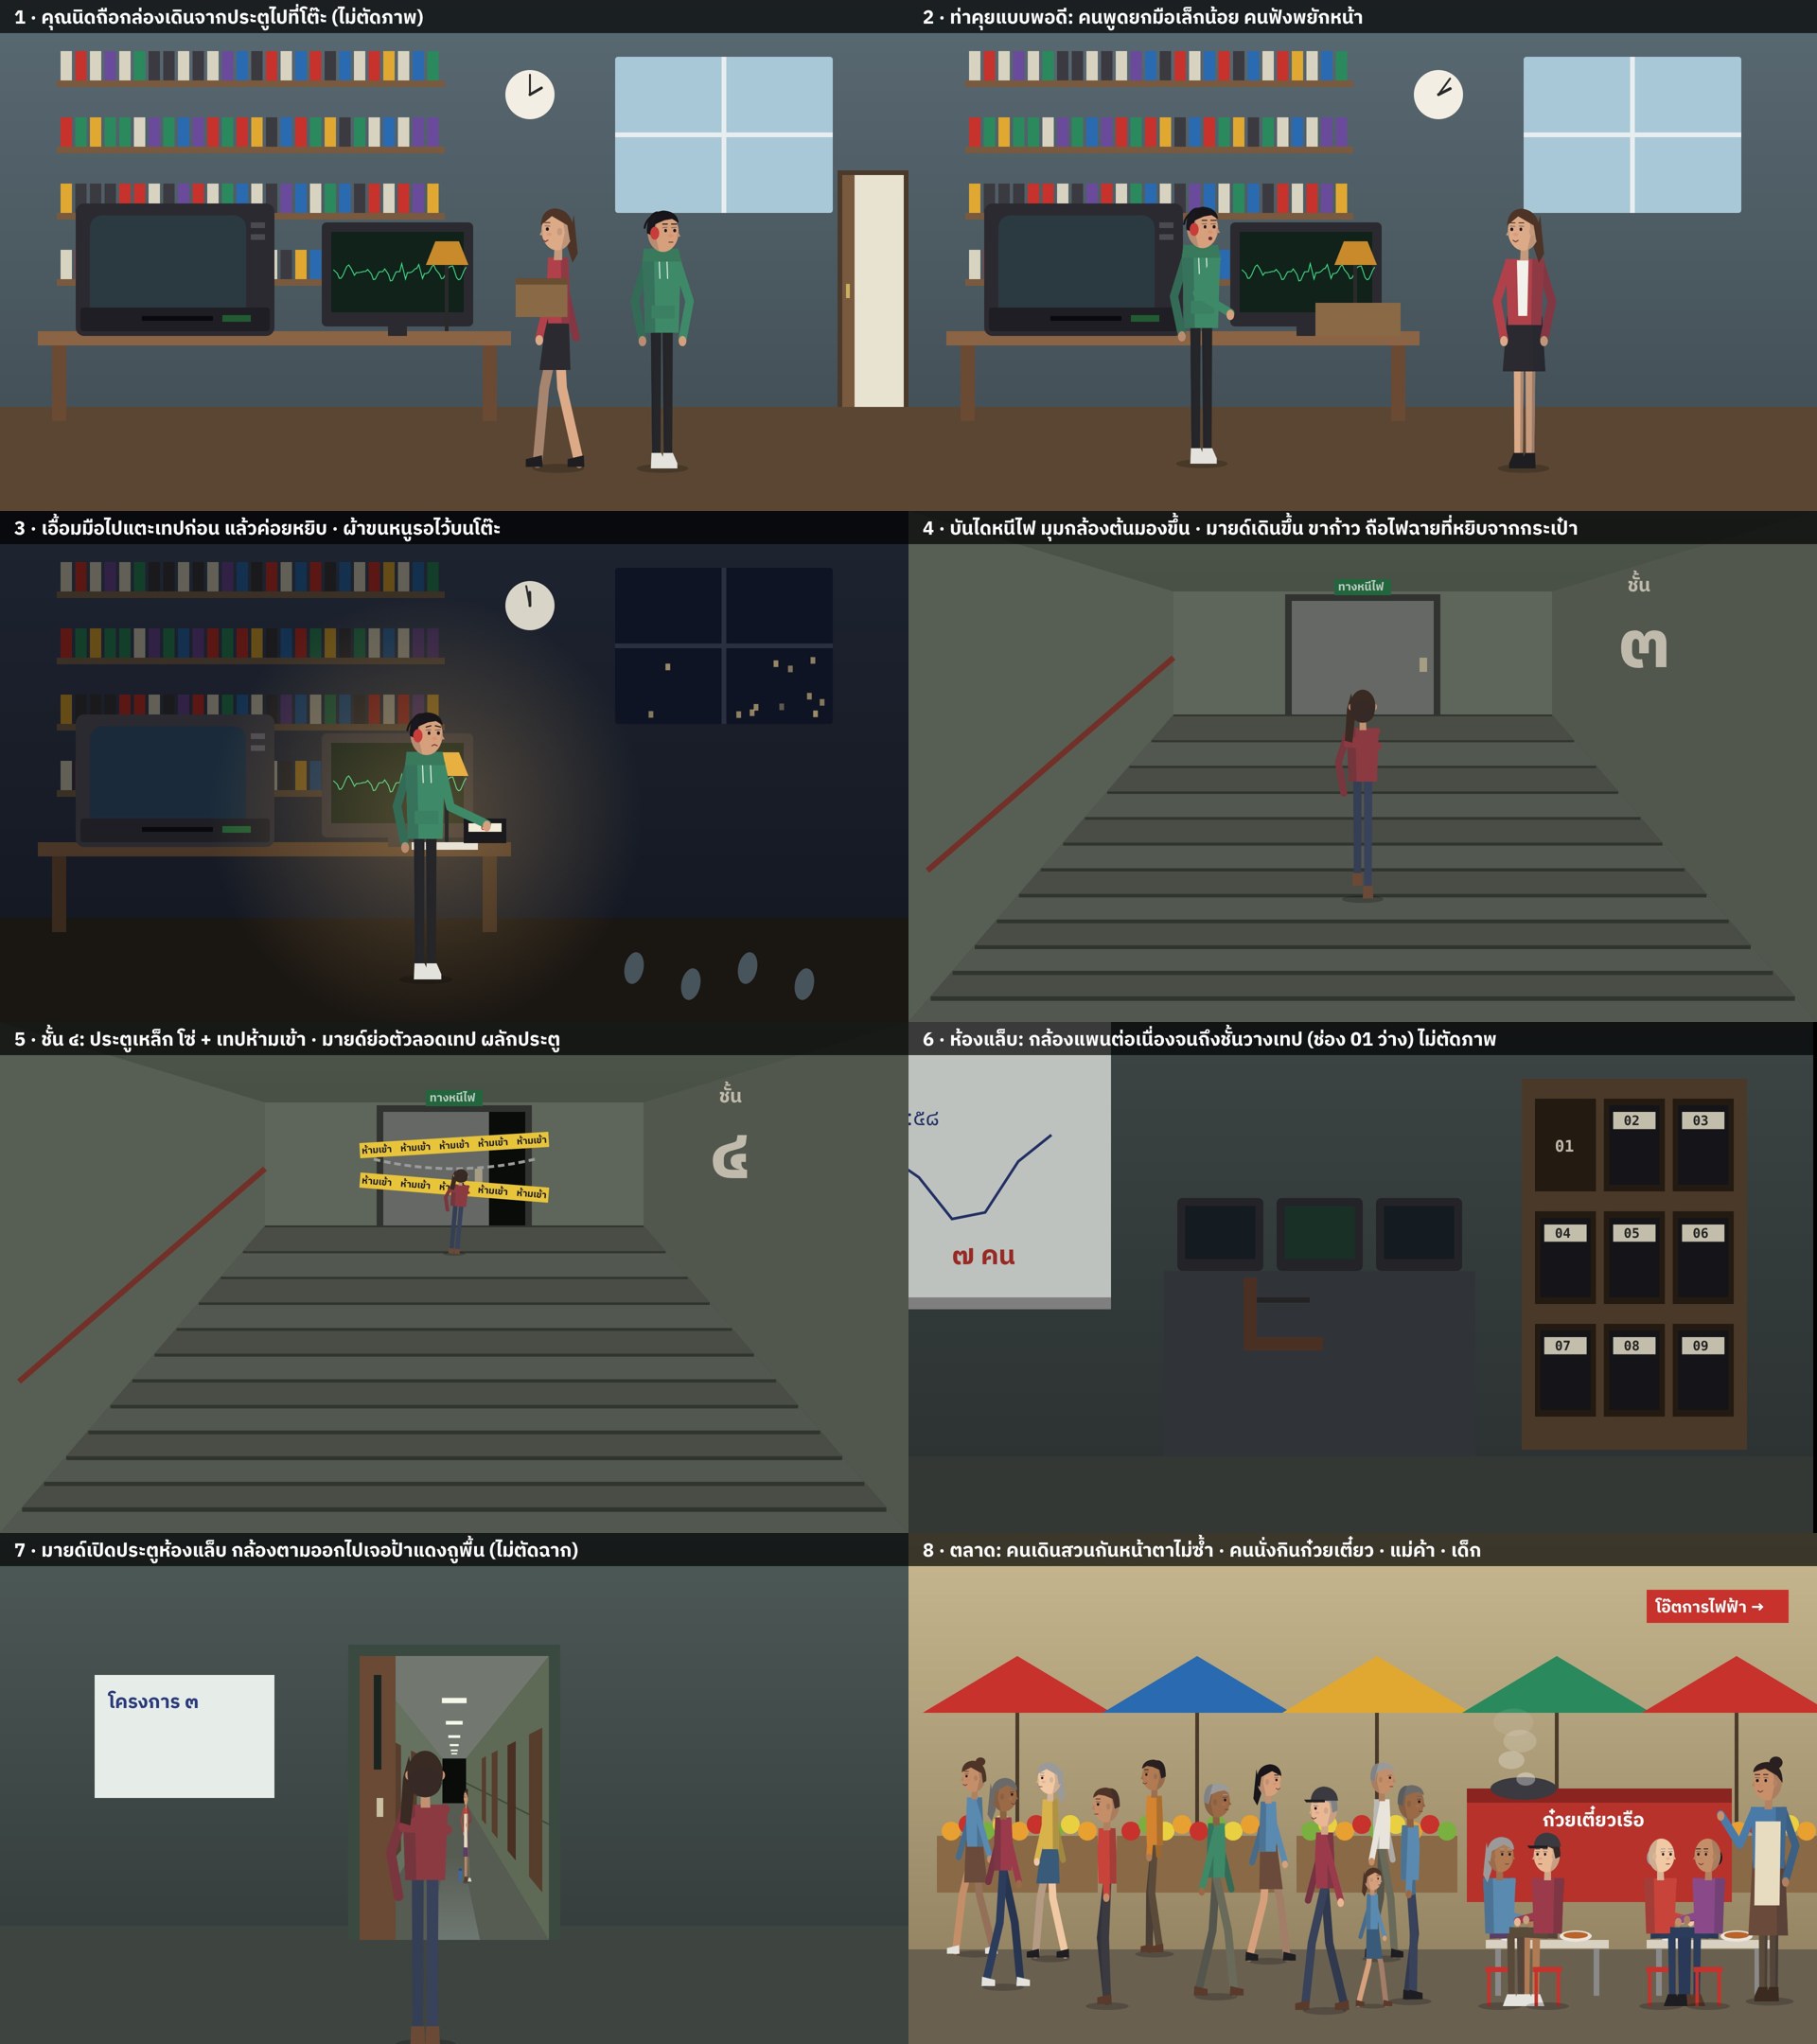 1 · คุณนิดถือกล่องเดินจากประตูไปที่โต๊ะ (ไม่ตัดภาพ)
2 · ท่าคุยแบบพอดี: คนพูดยกมือเล็กน้อย คนฟังพยักหน้า
3 · เอื้อมมือไปแตะเทปก่อน แล้วค่อยหยิบ · ผ้าขนหนูรอไว้บนโต๊ะ
4 · บันไดหนีไฟ มุมกล้องต้นมองขึ้น · มายด์เดินขึ้น ขาก้าว ถือไฟฉายที่หยิบจากกระเป๋า
ทางหนีไฟ
ชั้น
๓
5 · ชั้น ๔: ประตูเหล็ก โซ่ + เทปห้ามเข้า · มายด์ย่อตัวลอดเทป ผลักประตู
ทางหนีไฟ
ชั้น
๔
ห้ามเข้า ห้ามเข้า ห้ามเข้า ห้ามเข้า ห้ามเข้า
ห้ามเข้า ห้ามเข้า ห้า ห้ามเข้า ห้ามเข้า
6 · ห้องแล็บ: กล้องแพนต่อเนื่องจนถึงชั้นวางเทป (ช่อง 01 ว่าง) ไม่ตัดภาพ
:๕๘
๗ คน
01 02 03
04 05 06
07 08 09
7 · มายด์เปิดประตูห้องแล็บ กล้องตามออกไปเจอป้าแดงถูพื้น (ไม่ตัดฉาก)
โครงการ ๓
8 · ตลาด: คนเดินสวนกันหน้าตาไม่ซ้ำ · คนนั่งกินก๋วยเตี๋ยว · แม่ค้า · เด็ก
โอ๊ตการไฟฟ้า →
ก๋วยเตี๋ยวเรือ